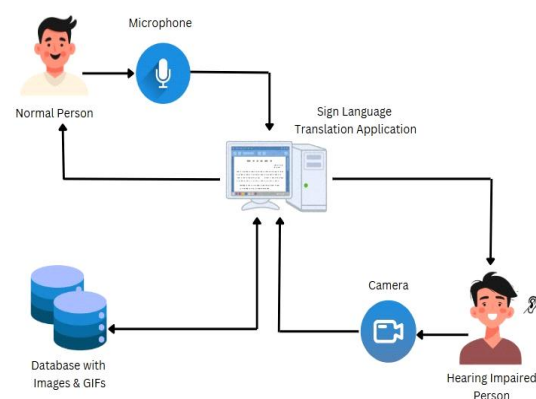 Microphone
Normal Person
Sign Language
Translation Application
Camera
Database with
Images & GIFs
Hearing Impaired
Person